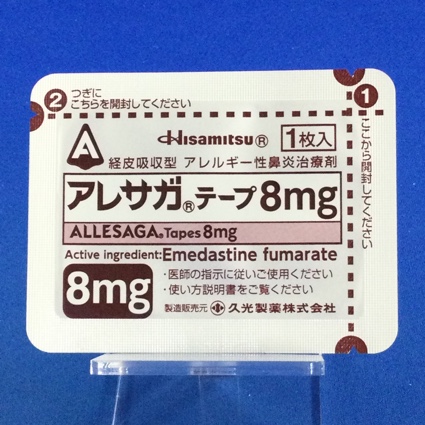 ② つぎに
こちらを開封してください
①
ここから開封してください
Hisamitsu® 1枚入
経皮吸収型 アレルギー性鼻炎治療剤
アレサガ®テープ8mg
ALLESAGA® Tapes 8mg
Active ingredient: Emedastine fumarate
8mg
・医師の指示に従いご使用ください
・使い方説明書をご覧ください
製造販売元 久光製薬株式会社